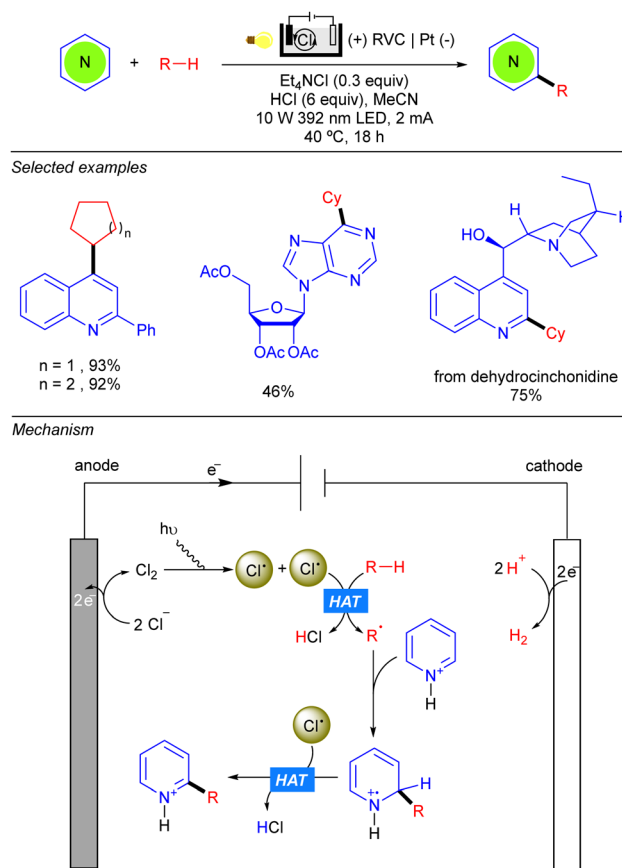 N + R–H (+) RVC | Pt (-) N
Cl
R
Et₄NCl (0.3 equiv)
HCl (6 equiv), MeCN
10 W 392 nm LED, 2 mA
40 ºC, 18 h
Selected examples
( )n
N Ph
n = 1 , 93%
n = 2 , 92%
Cy
N N
N N
AcO
O
OAc OAc
46%
HO H H
N
N Cy
from dehydrocinchonidine
75%
Mechanism
anode e⁻ cathode
hυ
Cl₂ Cl• + Cl• R–H
2e⁻
2 Cl⁻
HAT
HCl R•
2 H⁺ 2e⁻
H₂
N⁺
H
Cl•
HAT
HCl
N⁺ R
H
H
N⁺• R
H